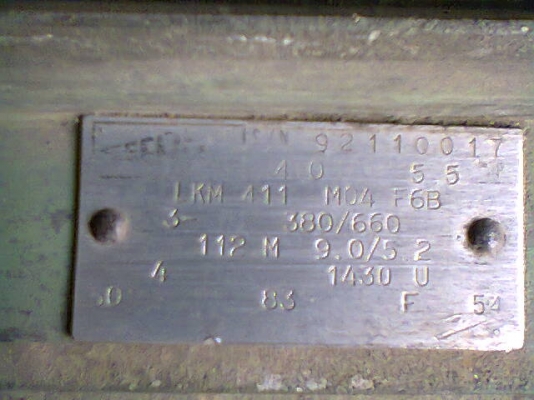 S/N 92110017
4.0 5.5
LKM 411 M04 F6B
3~ 380/660
112 M 9.0/5.2
4 1430 U
50 83 F 54